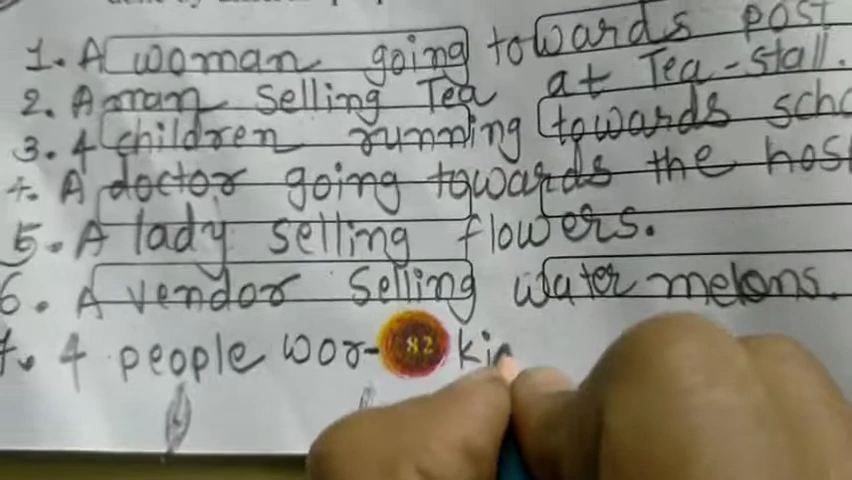 1. A woman going towards post
2. A man selling Tea at Tea-stall.
3. 4 children running towards scho
4. A doctor going towards the hos
5. A lady selling flowers.
6. A vendor selling water melons.
7. 4 people wor- 82 kin